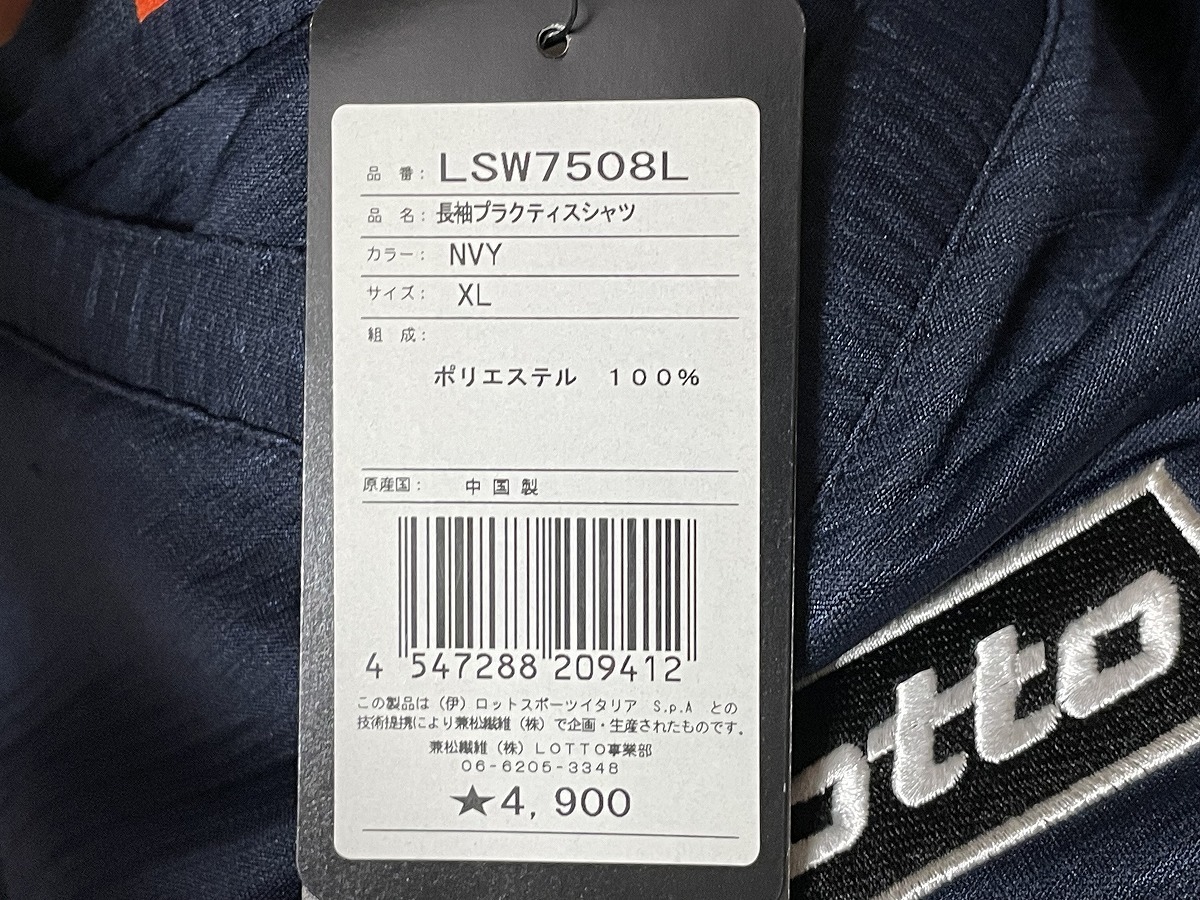 品 番: LSW7508L
品 名: 長袖プラクティスシャツ
カラー: NVY
サイズ: XL
組 成:
ポリエステル １００％
原産国: 中国製
4 547288 209412
この製品は（伊）ロットスポーツイタリア S.p.A との
技術提携により兼松繊維（株）で企画・生産されたものです。
兼松繊維（株）ＬＯＴＴＯ事業部
06-6205-3348
★4,900
otto